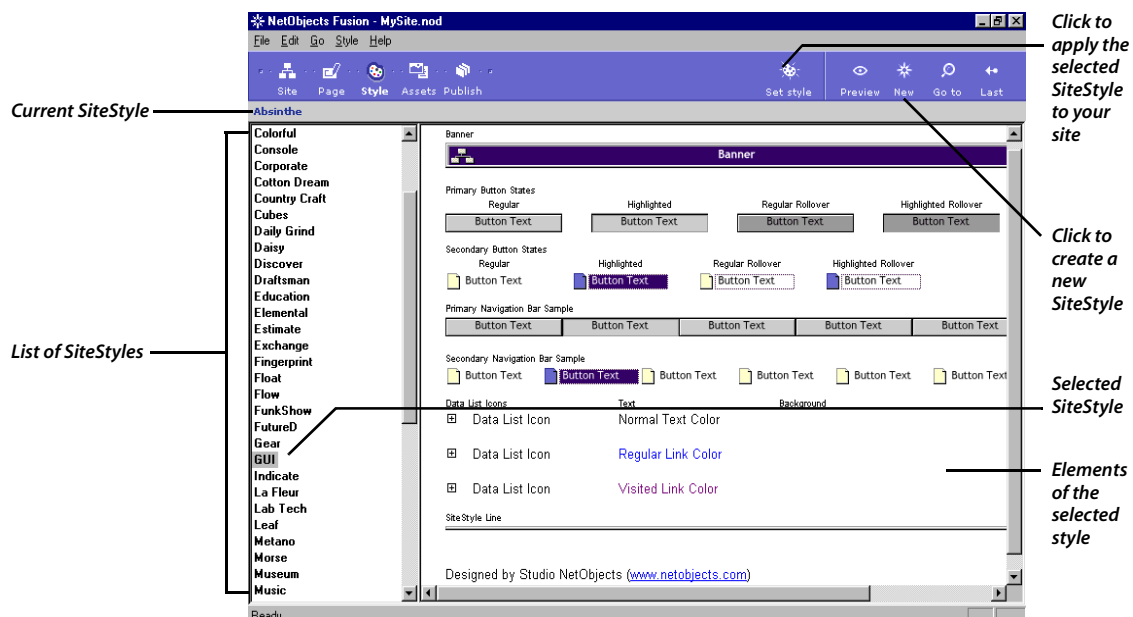 NetObjects Fusion - MySite.nod
File Edit Go Style Help
Site Page Style Assets Publish Set style Preview New Go to Last
Absinthe
Current SiteStyle
List of SiteStyles
Colorful
Console
Corporate
Cotton Dream
Country Craft
Cubes
Daily Grind
Daisy
Discover
Draftsman
Education
Elemental
Estimate
Exchange
Fingerprint
Float
Flow
FunkShow
FutureD
Gear
GUI
Indicate
La Fleur
Lab Tech
Leaf
Metano
Morse
Museum
Music
Banner
Banner
Primary Button States
Regular Highlighted Regular Rollover Highlighted Rollover
Button Text Button Text Button Text Button Text
Secondary Button States
Regular Highlighted Regular Rollover Highlighted Rollover
Button Text Button Text Button Text Button Text
Primary Navigation Bar Sample
Button Text Button Text Button Text Button Text Button Text
Secondary Navigation Bar Sample
Button Text Button Text Button Text Button Text Button Text Button Text
Data List Icons Text Background
Data List Icon Normal Text Color
Data List Icon Regular Link Color
Data List Icon Visited Link Color
SiteStyle Line
Designed by Studio NetObjects (www.netobjects.com)
Ready
Click to
apply the
selected
SiteStyle
to your
site
Click to
create a
new
SiteStyle
Selected
SiteStyle
Elements
of the
selected
style